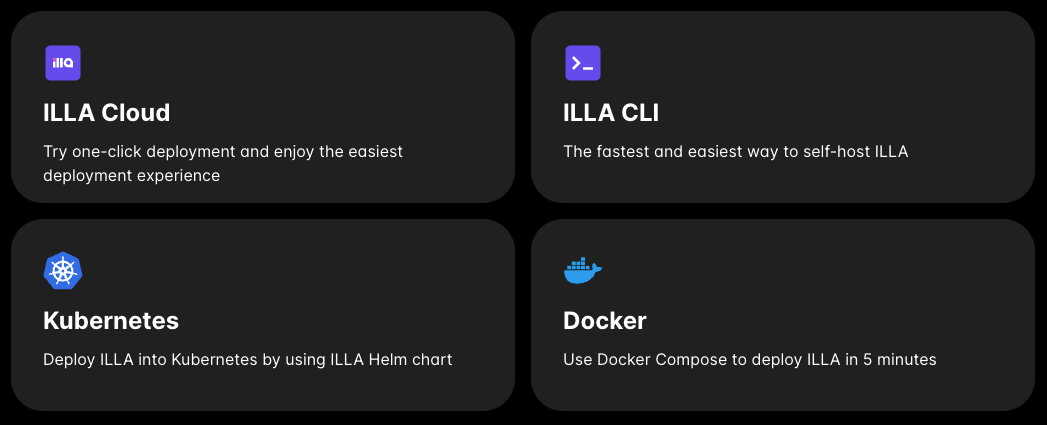 illa
ILLA Cloud
Try one-click deployment and enjoy the easiest
deployment experience
ILLA CLI
The fastest and easiest way to self-host ILLA
Kubernetes
Deploy ILLA into Kubernetes by using ILLA Helm chart
Docker
Use Docker Compose to deploy ILLA in 5 minutes